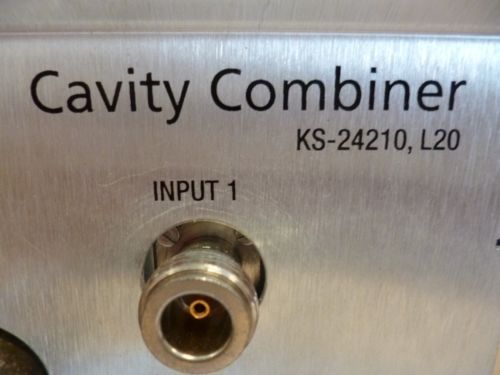 Cavity Combiner
KS-24210, L20
INPUT 1